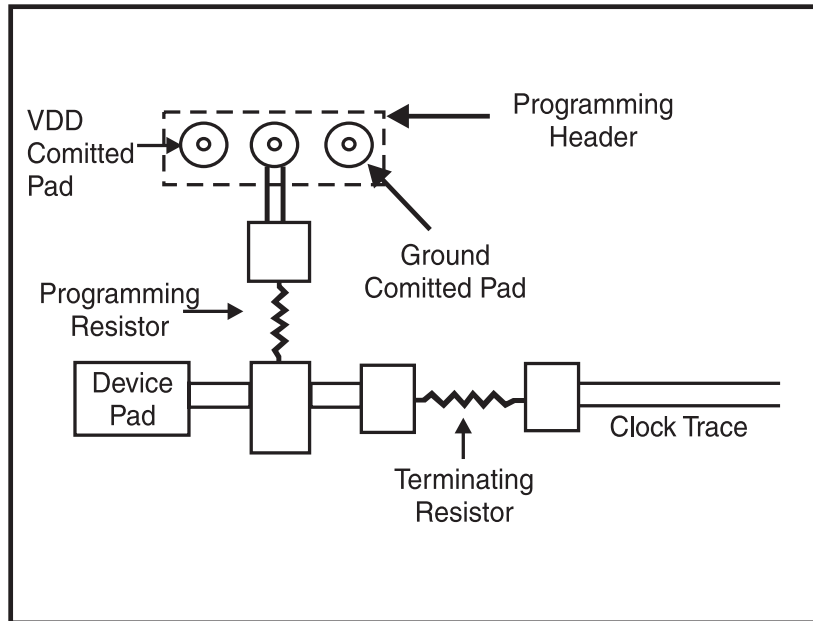 VDD
Comitted
Pad
Programming
Header
Ground
Comitted Pad
Programming
Resistor
Device
Pad
Clock Trace
Terminating
Resistor